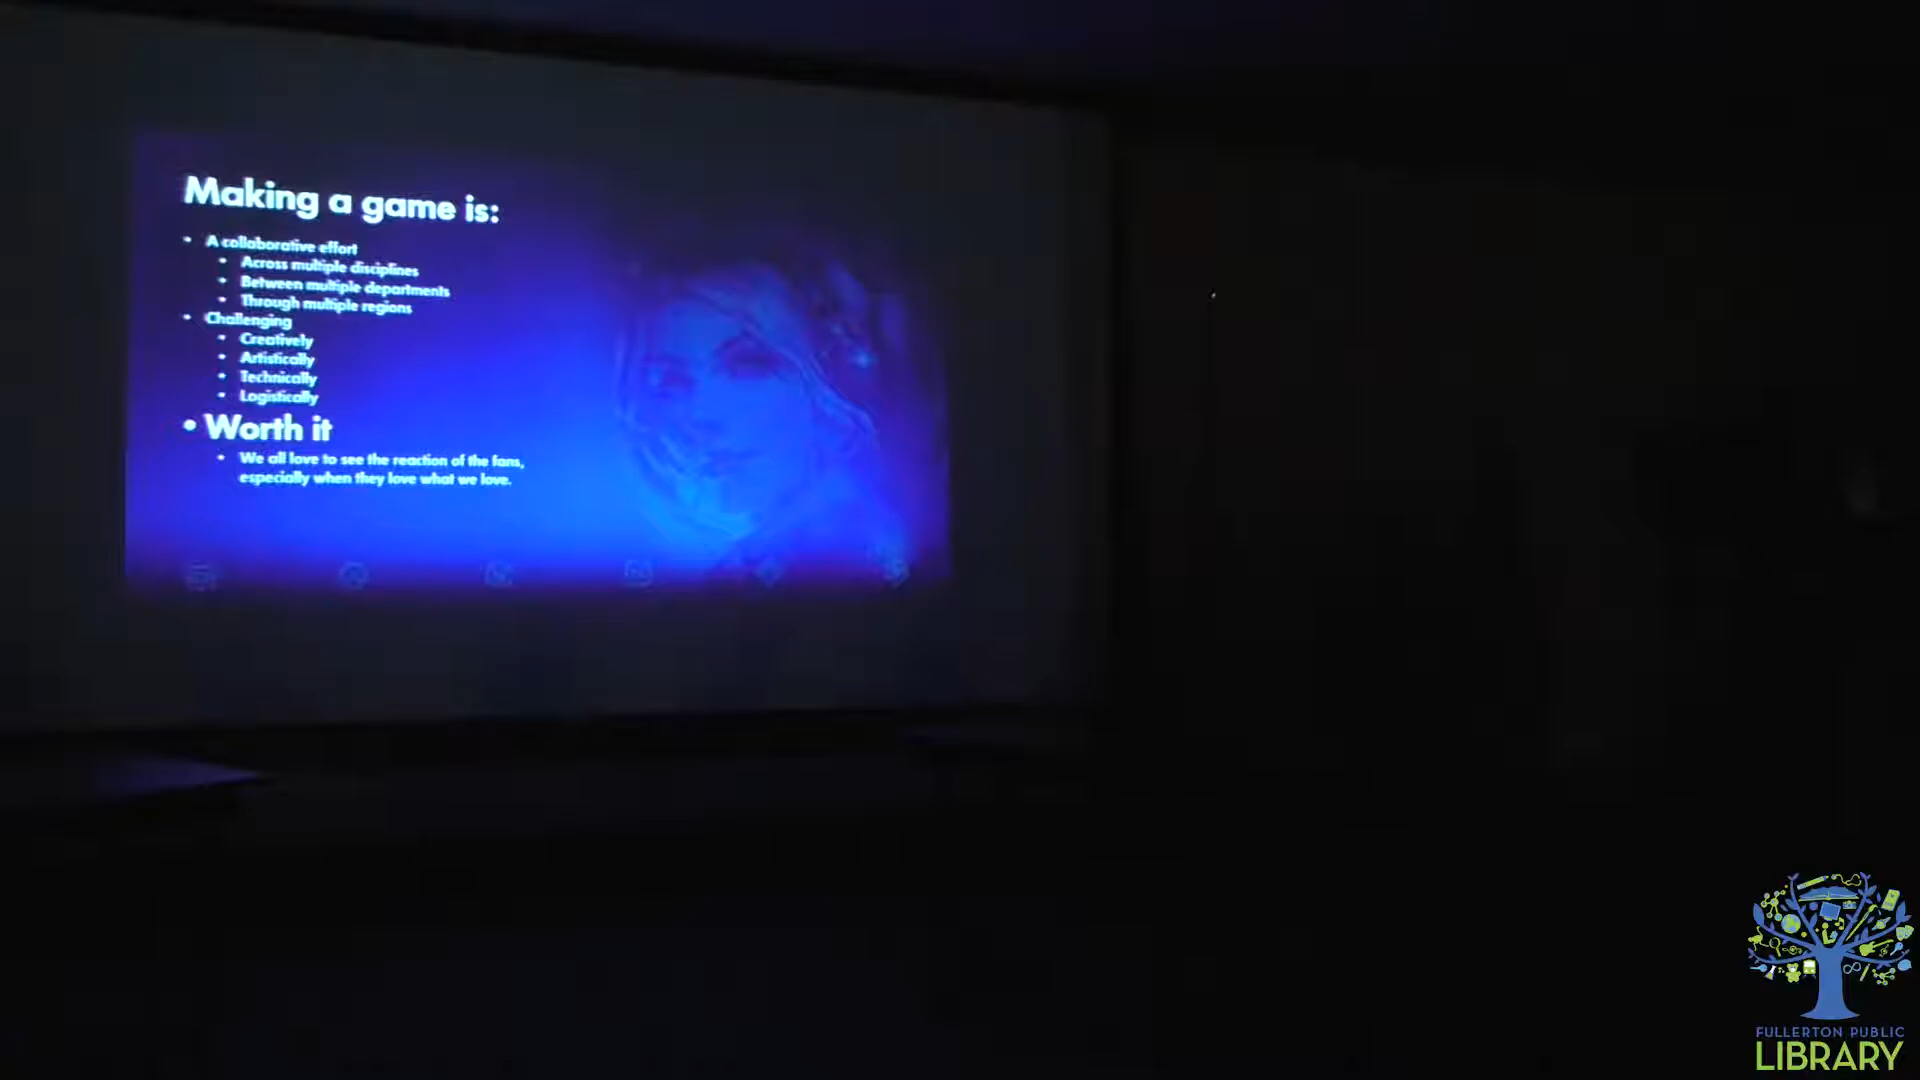 Making a game is:
• A collaborative effort
• Across multiple disciplines
• Between multiple departments
• Through multiple regions
• Challenging
• Creatively
• Artistically
• Technically
• Logistically
• Worth it
• We all love to see the reaction of the fans,
especially when they love what we love.
FULLERTON PUBLIC
LIBRARY